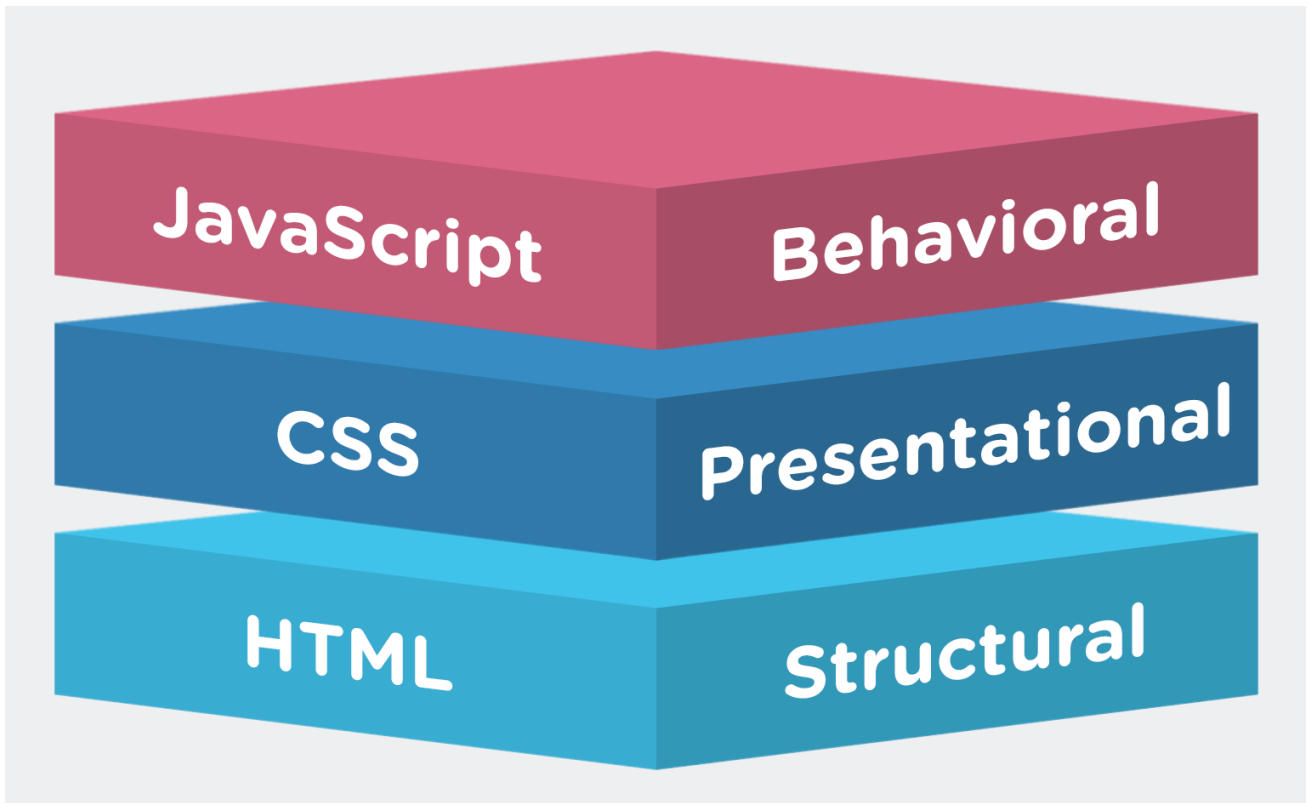 JavaScript
Behavioral
CSS
Presentational
HTML
Structural